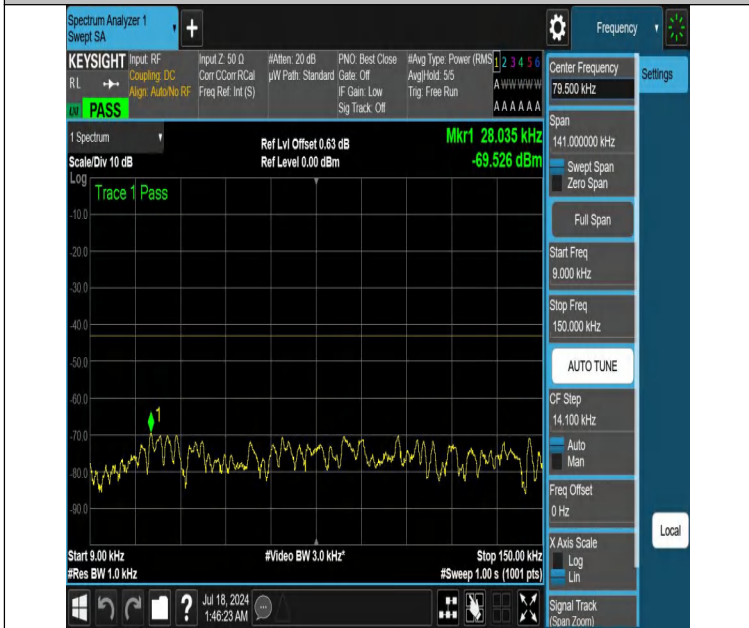 Spectrum Analyzer 1
Swept SA
Frequency
KEYSIGHT
RL
PASS
Input: RF
Coupling: DC
Align: Auto/No RF
Input Z: 50 Ω
Corr CCorr RCal
Freq Ref: Int (S)
#Atten: 20 dB
µW Path: Standard
PNO: Best Close
Gate: Off
IF Gain: Low
Sig Track: Off
#Avg Type: Power (RMS
Avg|Hold: 5/5
Trig: Free Run
1 2 3 4 5 6
A W W W W W
A A A A A A
1 Spectrum
Scale/Div 10 dB
Ref Lvl Offset 0.63 dB
Ref Level 0.00 dBm
Mkr1 28.035 kHz
-69.526 dBm
Log
Trace 1 Pass
-10.0
-20.0
-30.0
-40.0
-50.0
-60.0
1
-70.0
-80.0
-90.0
Start 9.00 kHz
#Video BW 3.0 kHz*
Stop 150.00 kHz
#Res BW 1.0 kHz
#Sweep 1.00 s (1001 pts)
Jul 18, 2024
1:46:23 AM
Center Frequency
79.500 kHz
Settings
Span
141.000000 kHz
Swept Span
Zero Span
Full Span
Start Freq
9.000 kHz
Stop Freq
150.000 kHz
AUTO TUNE
CF Step
14.100 kHz
Auto
Man
Freq Offset
0 Hz
Local
X Axis Scale
Log
Lin
Signal Track
(Span Zoom)